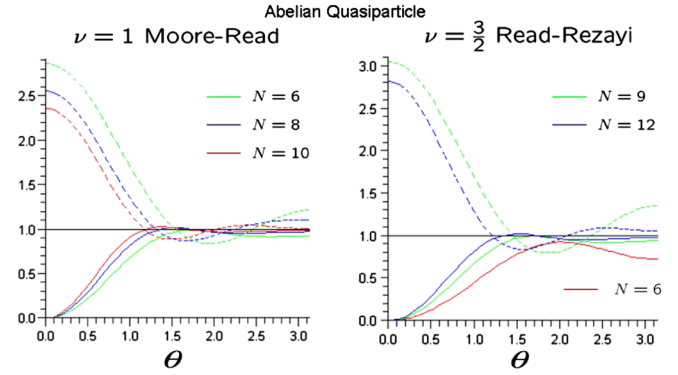 Abelian Quasiparticle
ν = 1 Moore-Read
ν = 3/2 Read-Rezayi
N = 6
N = 8
N = 10
2.5
2.0
1.5
1.0
0.5
0.0
0.0 0.5 1.0 1.5 2.0 2.5 3.0
θ
N = 9
N = 12
N = 6
3.0
2.5
2.0
1.5
1.0
0.5
0.0
0.0 0.5 1.0 1.5 2.0 2.5 3.0
θ